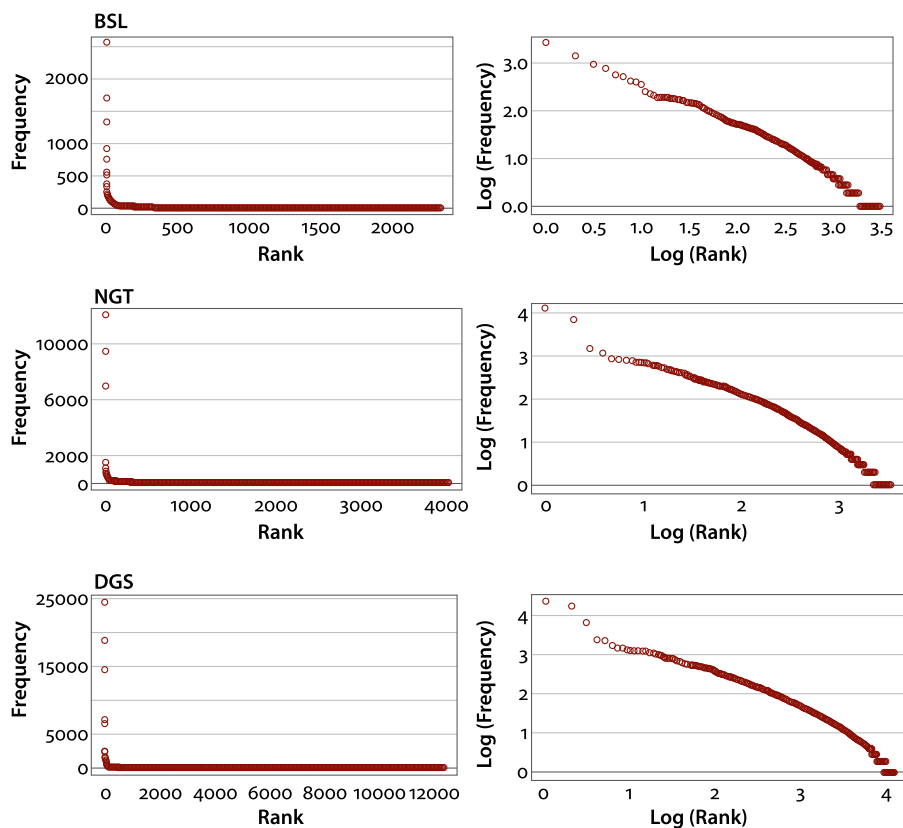 BSL
Frequency
2000
1000
500
0
0 500 1000 1500 2000
Rank
Log (Frequency)
3.0
2.0
1.0
0.0
0.0 0.5 1.0 1.5 2.0 2.5 3.0 3.5
Log (Rank)
NGT
Frequency
10000
6000
2000
0
0 1000 2000 3000 4000
Rank
Log (Frequency)
4
3
2
1
0
0 1 2 3
Log (Rank)
DGS
Frequency
25000
15000
5000
0
0 2000 4000 6000 8000 10000 12000
Rank
Log (Frequency)
4
3
2
1
0
0 1 2 3 4
Log (Rank)